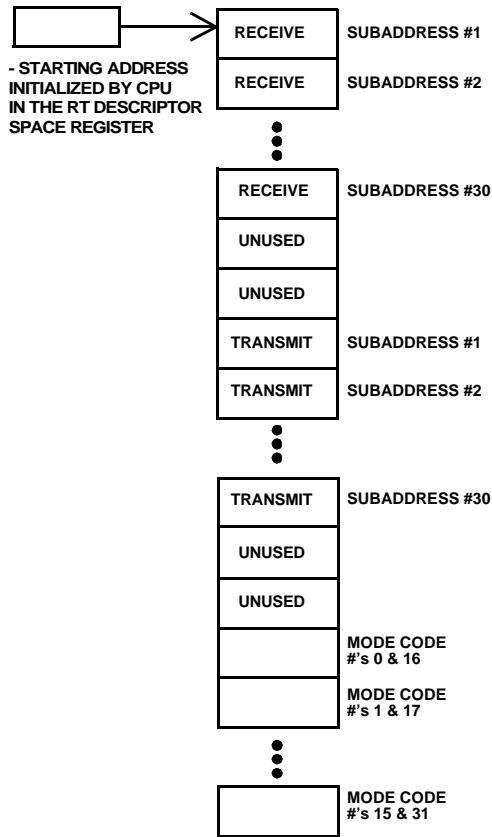 RECEIVE SUBADDRESS #1
- STARTING ADDRESS
INITIALIZED BY CPU
IN THE RT DESCRIPTOR
SPACE REGISTER
RECEIVE SUBADDRESS #2
RECEIVE SUBADDRESS #30
UNUSED
UNUSED
TRANSMIT SUBADDRESS #1
TRANSMIT SUBADDRESS #2
TRANSMIT SUBADDRESS #30
UNUSED
UNUSED
MODE CODE
#'s 0 & 16
MODE CODE
#'s 1 & 17
MODE CODE
#'s 15 & 31